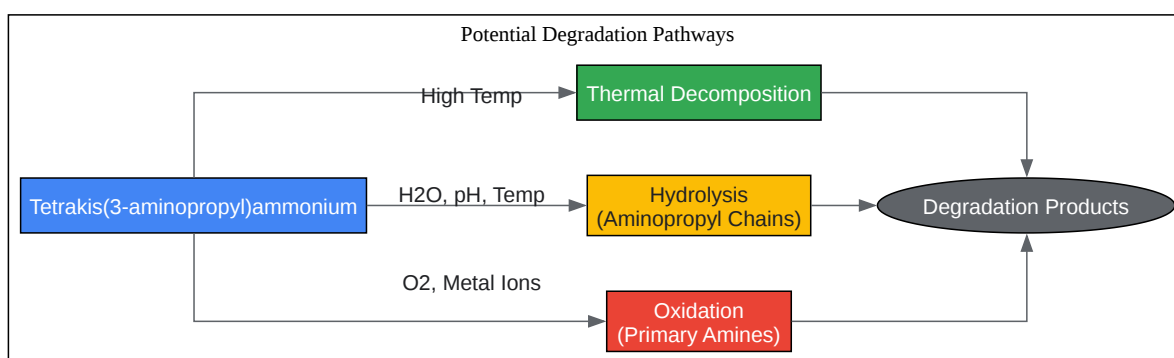 Potential Degradation Pathways
High Temp
Thermal Decomposition
Tetrakis(3-aminopropyl)ammonium
H2O, pH, Temp
Hydrolysis
(Aminopropyl Chains)
Degradation Products
O2, Metal Ions
Oxidation
(Primary Amines)